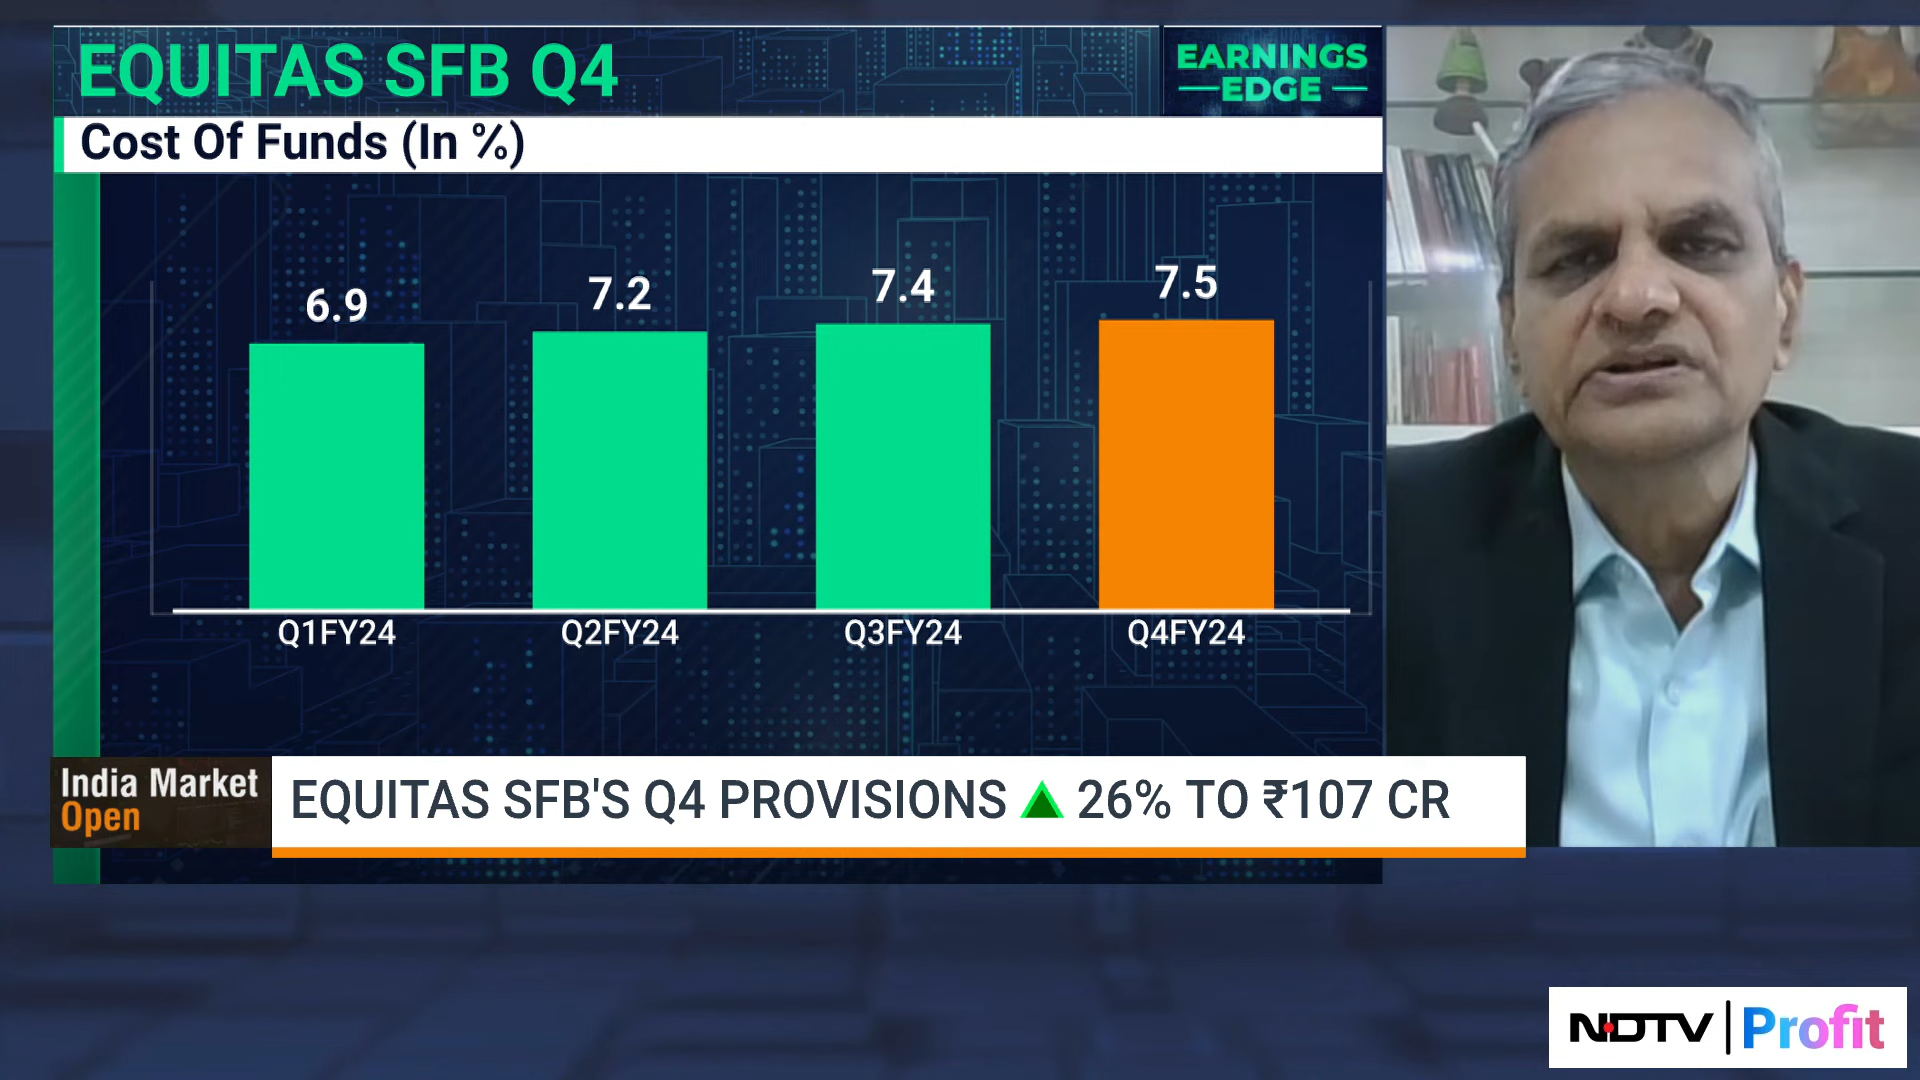 EQUITAS SFB Q4
EARNINGS
EDGE
Cost Of Funds (In %)
6.9
7.2
7.4
7.5
Q1FY24
Q2FY24
Q3FY24
Q4FY24
India Market
Open
EQUITAS SFB'S Q4 PROVISIONS ▲ 26% TO ₹107 CR
NDTV Profit